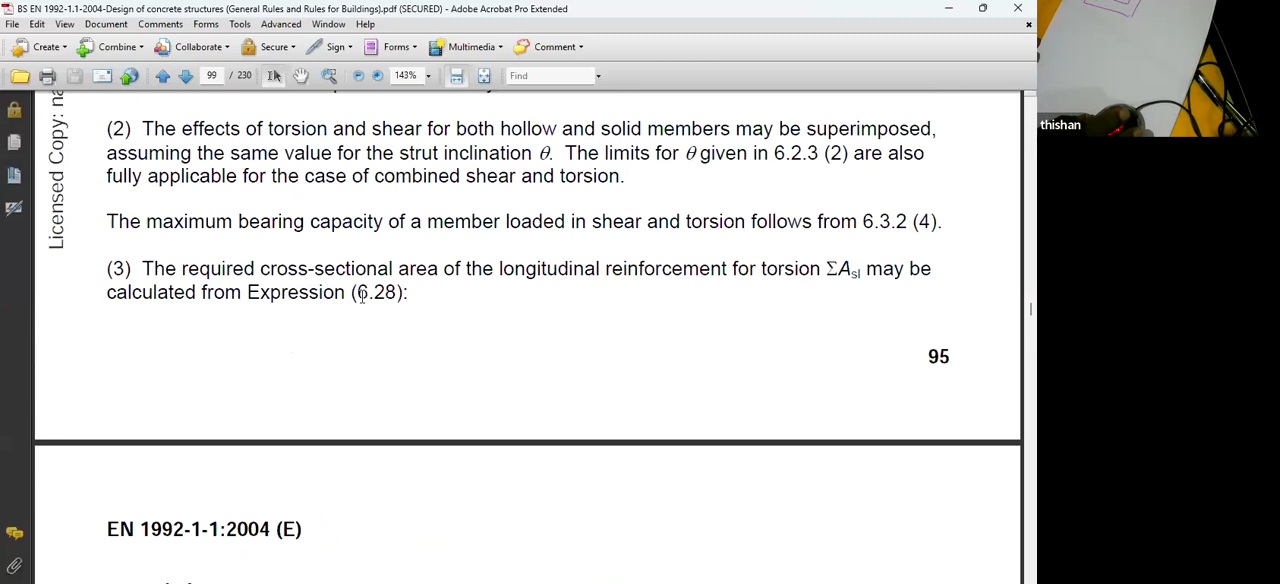 BS EN 1992-1.1-2004-Design of concrete structures (General Rules and Rules for Buildings).pdf (SECURED) - Adobe Acrobat Pro Extended
File Edit View Document Comments Forms Tools Advanced Window Help
Create Combine Collaborate Secure Sign Forms Multimedia Comment
99 / 230 143% Find
Licensed Copy: na
(2) The effects of torsion and shear for both hollow and solid members may be superimposed,
assuming the same value for the strut inclination θ. The limits for θ given in 6.2.3 (2) are also
fully applicable for the case of combined shear and torsion.
The maximum bearing capacity of a member loaded in shear and torsion follows from 6.3.2 (4).
(3) The required cross-sectional area of the longitudinal reinforcement for torsion ΣAsl may be
calculated from Expression (6.28):
95
EN 1992-1-1:2004 (E)
thishan